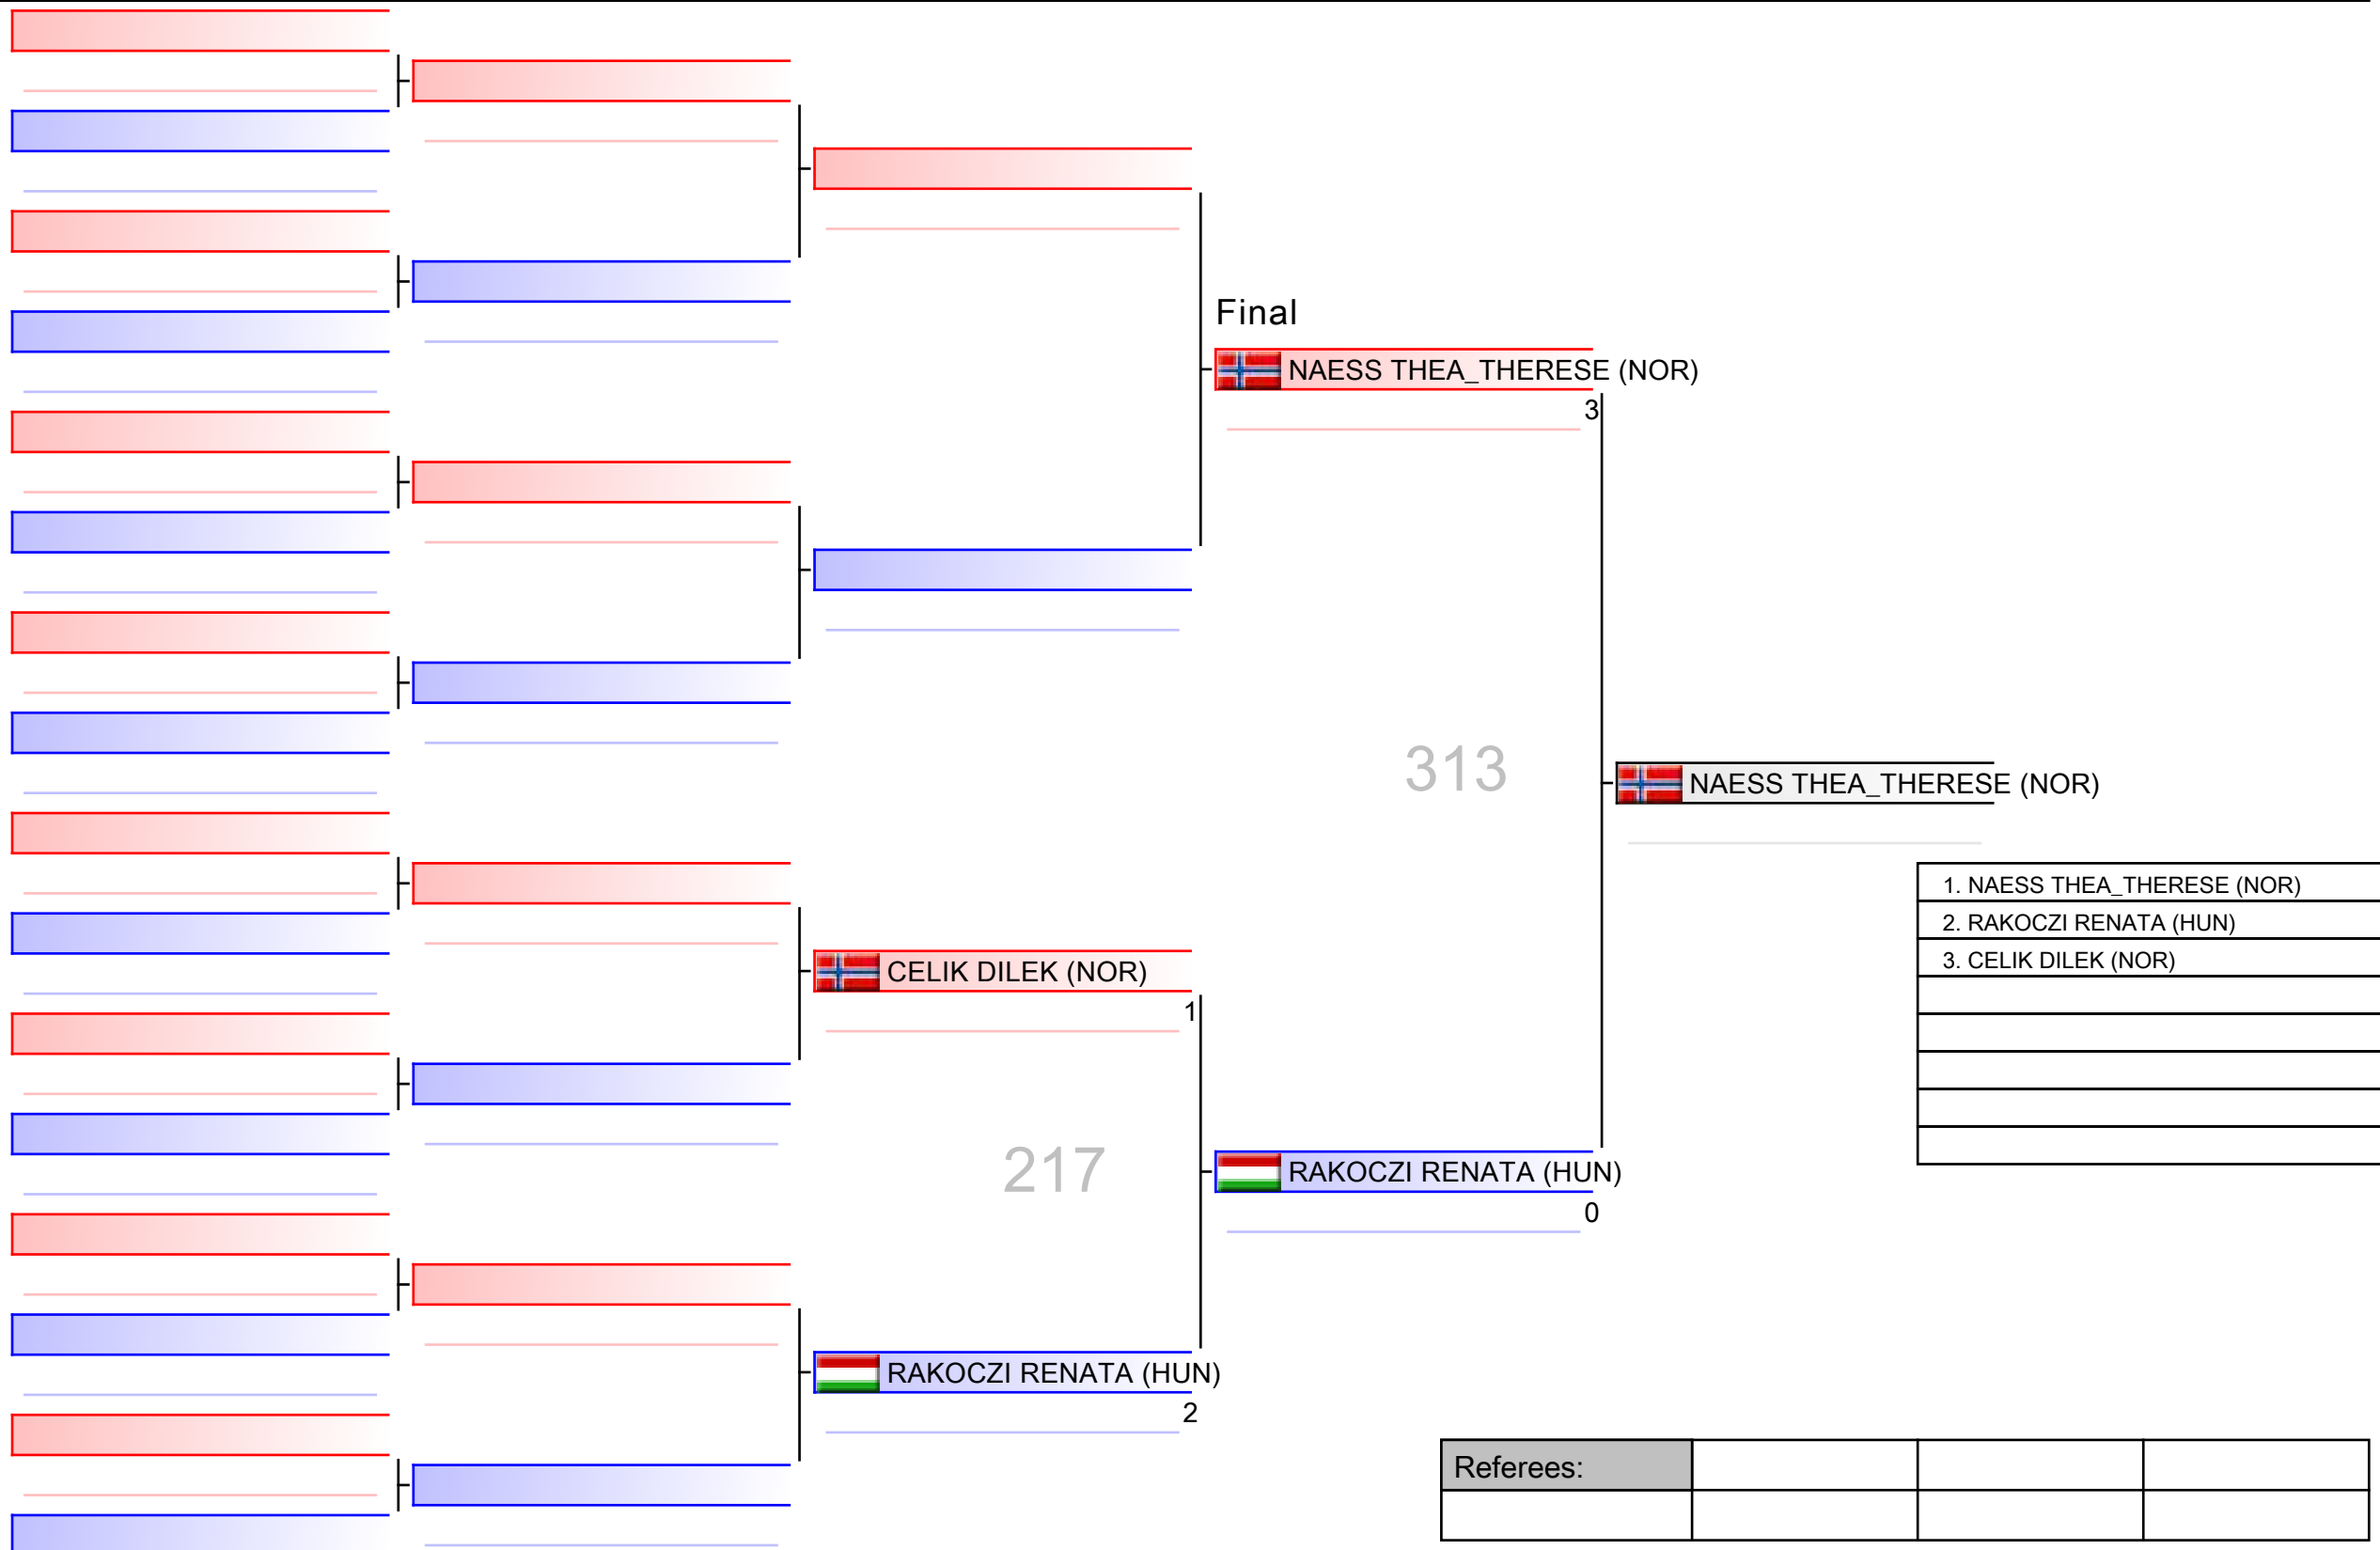 Final
NAESS THEA_THERESE (NOR)
3
313
NAESS THEA_THERESE (NOR)
1. NAESS THEA_THERESE (NOR)
2. RAKOCZI RENATA (HUN)
3. CELIK DILEK (NOR)
CELIK DILEK (NOR)
1
217
RAKOCZI RENATA (HUN)
0
RAKOCZI RENATA (HUN)
2
Referees: